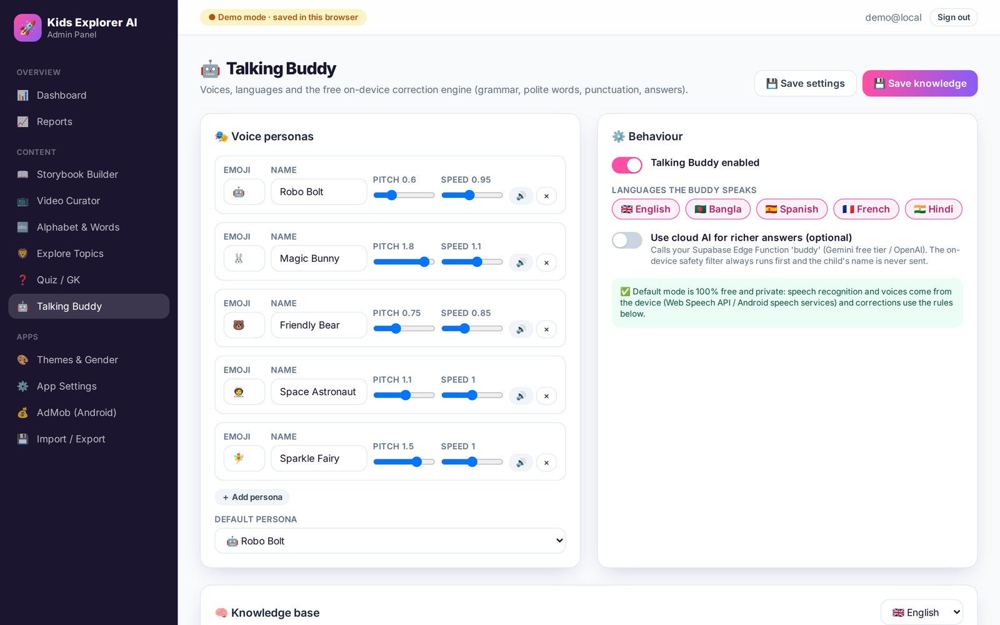 Kids Explorer AI
Admin Panel
OVERVIEW
Dashboard
Reports
CONTENT
Storybook Builder
Video Curator
Alphabet & Words
Explore Topics
Quiz / GK
Talking Buddy
APPS
Themes & Gender
App Settings
AdMob (Android)
Import / Export
Demo mode · saved in this browser
demo@local
Sign out
Talking Buddy
Voices, languages and the free on-device correction engine (grammar, polite words, punctuation, answers).
Save settings
Save knowledge
Voice personas
EMOJI NAME PITCH 0.6 SPEED 0.95
Robo Bolt
×
EMOJI NAME PITCH 1.8 SPEED 1.1
Magic Bunny
×
EMOJI NAME PITCH 0.75 SPEED 0.85
Friendly Bear
×
EMOJI NAME PITCH 1.1 SPEED 1
Space Astronaut
×
EMOJI NAME PITCH 1.5 SPEED 1
Sparkle Fairy
×
+ Add persona
DEFAULT PERSONA
Robo Bolt
Behaviour
Talking Buddy enabled
LANGUAGES THE BUDDY SPEAKS
English Bangla Spanish French Hindi
Use cloud AI for richer answers (optional)
Calls your Supabase Edge Function 'buddy' (Gemini free tier / OpenAI). The on-
device safety filter always runs first and the child's name is never sent.
Default mode is 100% free and private: speech recognition and voices come from
the device (Web Speech API / Android speech services) and corrections use the rules
below.
Knowledge base
English